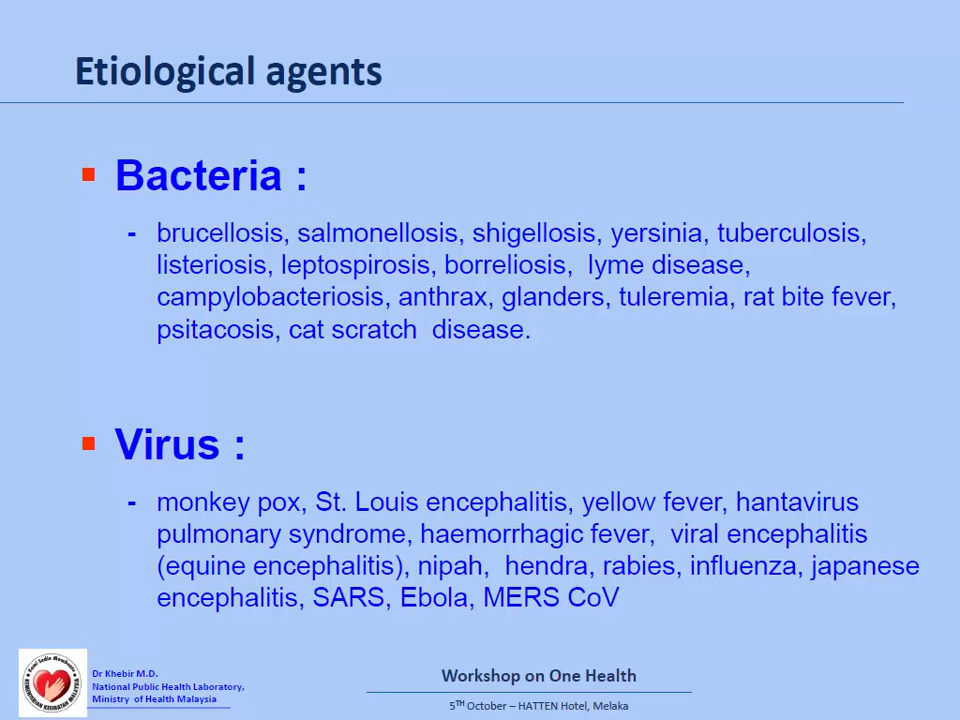 Etiological agents
Bacteria :
- brucellosis, salmonellosis, shigellosis, yersinia, tuberculosis,
listeriosis, leptospirosis, borreliosis, lyme disease,
campylobacteriosis, anthrax, glanders, tuleremia, rat bite fever,
psitacosis, cat scratch disease.
Virus :
- monkey pox, St. Louis encephalitis, yellow fever, hantavirus
pulmonary syndrome, haemorrhagic fever, viral encephalitis
(equine encephalitis), nipah, hendra, rabies, influenza, japanese
encephalitis, SARS, Ebola, MERS CoV
Dr Khebir M.D.
National Public Health Laboratory,
Ministry of Health Malaysia
Workshop on One Health
5TH October – HATTEN Hotel, Melaka